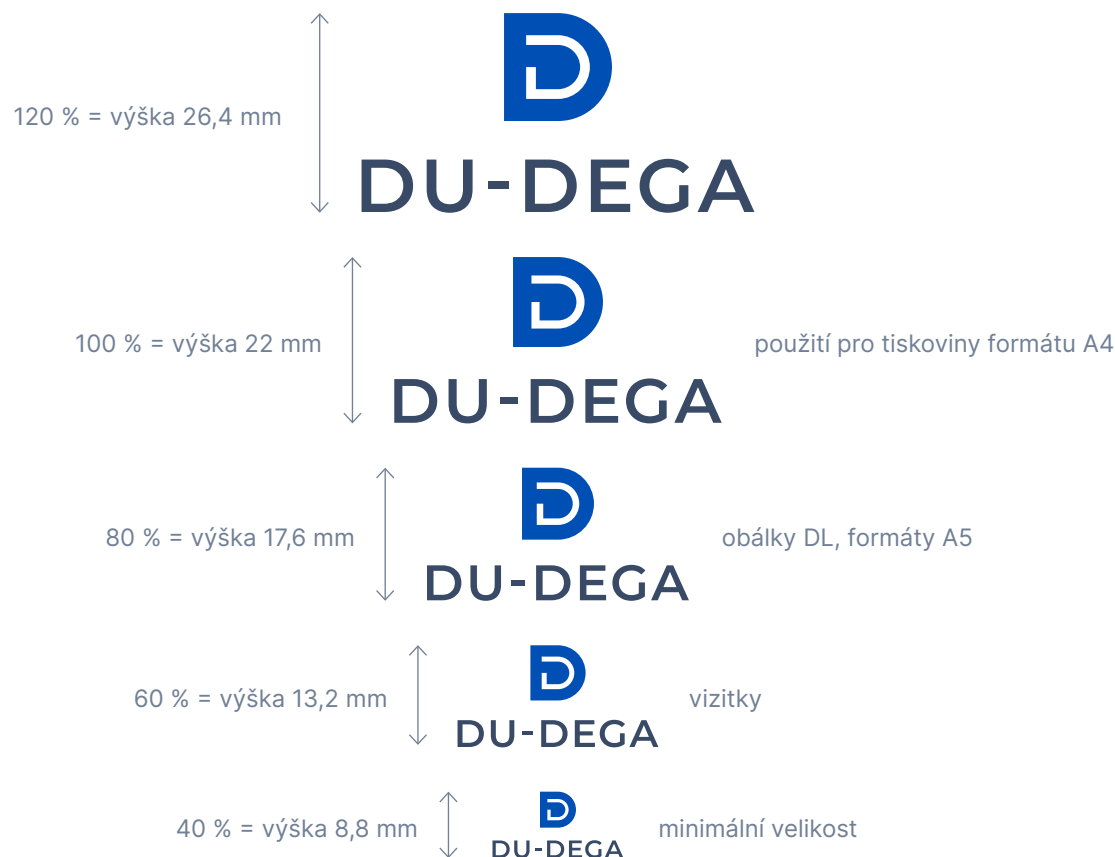 120 % = výška 26,4 mm
DU-DEGA
100 % = výška 22 mm
použití pro tiskoviny formátu A4
DU-DEGA
80 % = výška 17,6 mm
obálky DL, formáty A5
DU-DEGA
60 % = výška 13,2 mm
vizitky
DU-DEGA
40 % = výška 8,8 mm
minimální velikost
DU-DEGA